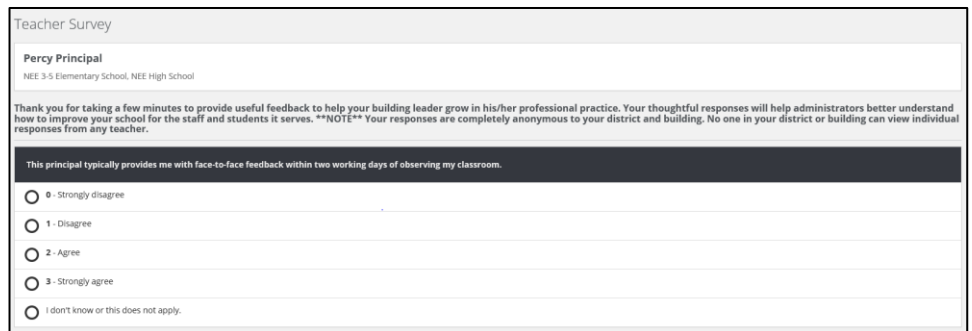 Teacher Survey
Percy Principal
NEE 3-5 Elementary School, NEE High School
Thank you for taking a few minutes to provide useful feedback to help your building leader grow in his/her professional practice. Your thoughtful responses will help administrators better understand
how to improve your school for the staff and students it serves. **NOTE** Your responses are completely anonymous to your district and building. No one in your district or building can view individual
responses from any teacher.
This principal typically provides me with face-to-face feedback within two working days of observing my classroom.
0 - Strongly disagree
1 - Disagree
2 - Agree
3 - Strongly agree
I don't know or this does not apply.